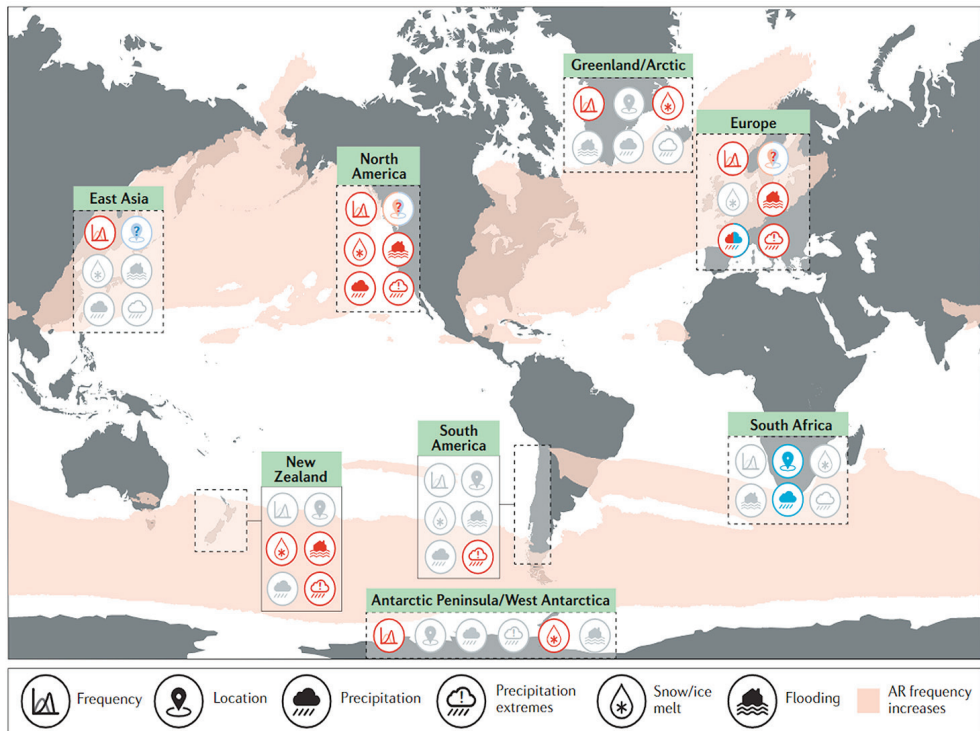 Greenland/Arctic
Europe
?
North
America
?
East Asia
?
South Africa
South
America
New
Zealand
Antarctic Peninsula/West Antarctica
Frequency
Location
Precipitation
Precipitation
extremes
Snow/ice
melt
Flooding
AR frequency
increases